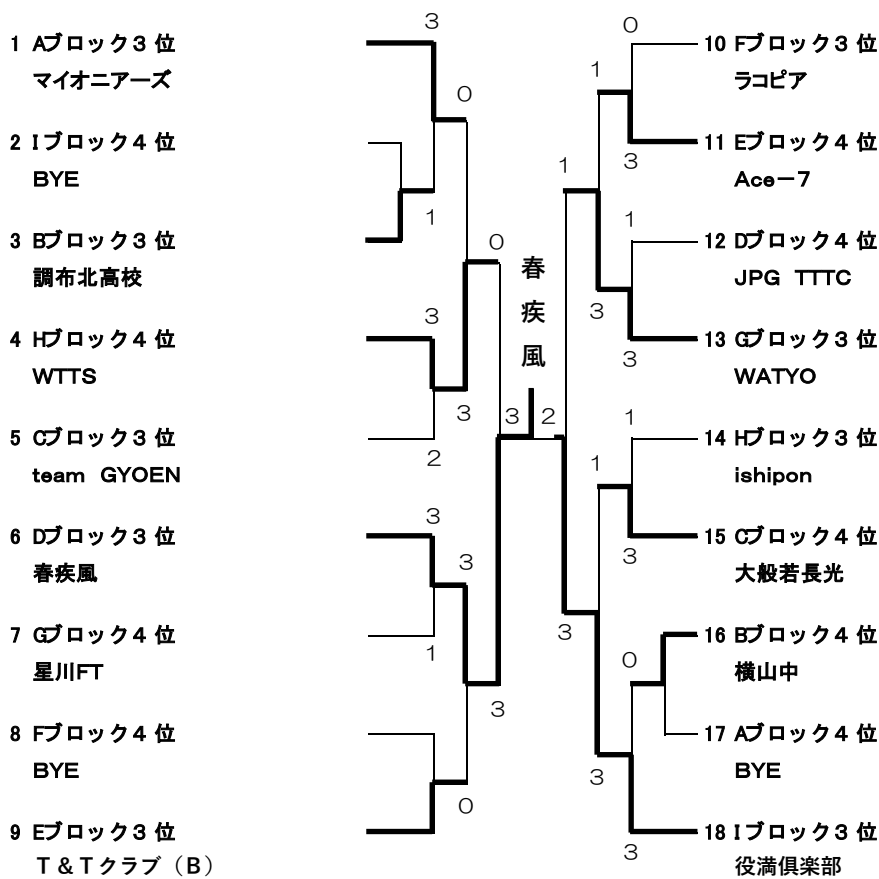 1 Aブロック3位
マイオニアーズ
2 Iブロック4位
BYE
3 Bブロック3位
調布北高校
4 Hブロック4位
WTTS
5 Cブロック3位
team GYOEN
6 Dブロック3位
春疾風
7 Gブロック4位
星川FT
8 Fブロック4位
BYE
9 Eブロック3位
T&Tクラブ（B）
3
0
1
0
3
3
2
3
3
1
3
0
春
疾
風
3 2
0
1
3
1
1
3
3
1
1
3
3
0
3
3
10 Fブロック3位
ラコピア
11 Eブロック4位
Ace－7
12 Dブロック4位
JPG TTTC
13 Gブロック3位
WATYO
14 Hブロック3位
ishipon
15 Cブロック4位
大般若長光
16 Bブロック4位
横山中
17 Aブロック4位
BYE
18 Iブロック3位
役満倶楽部